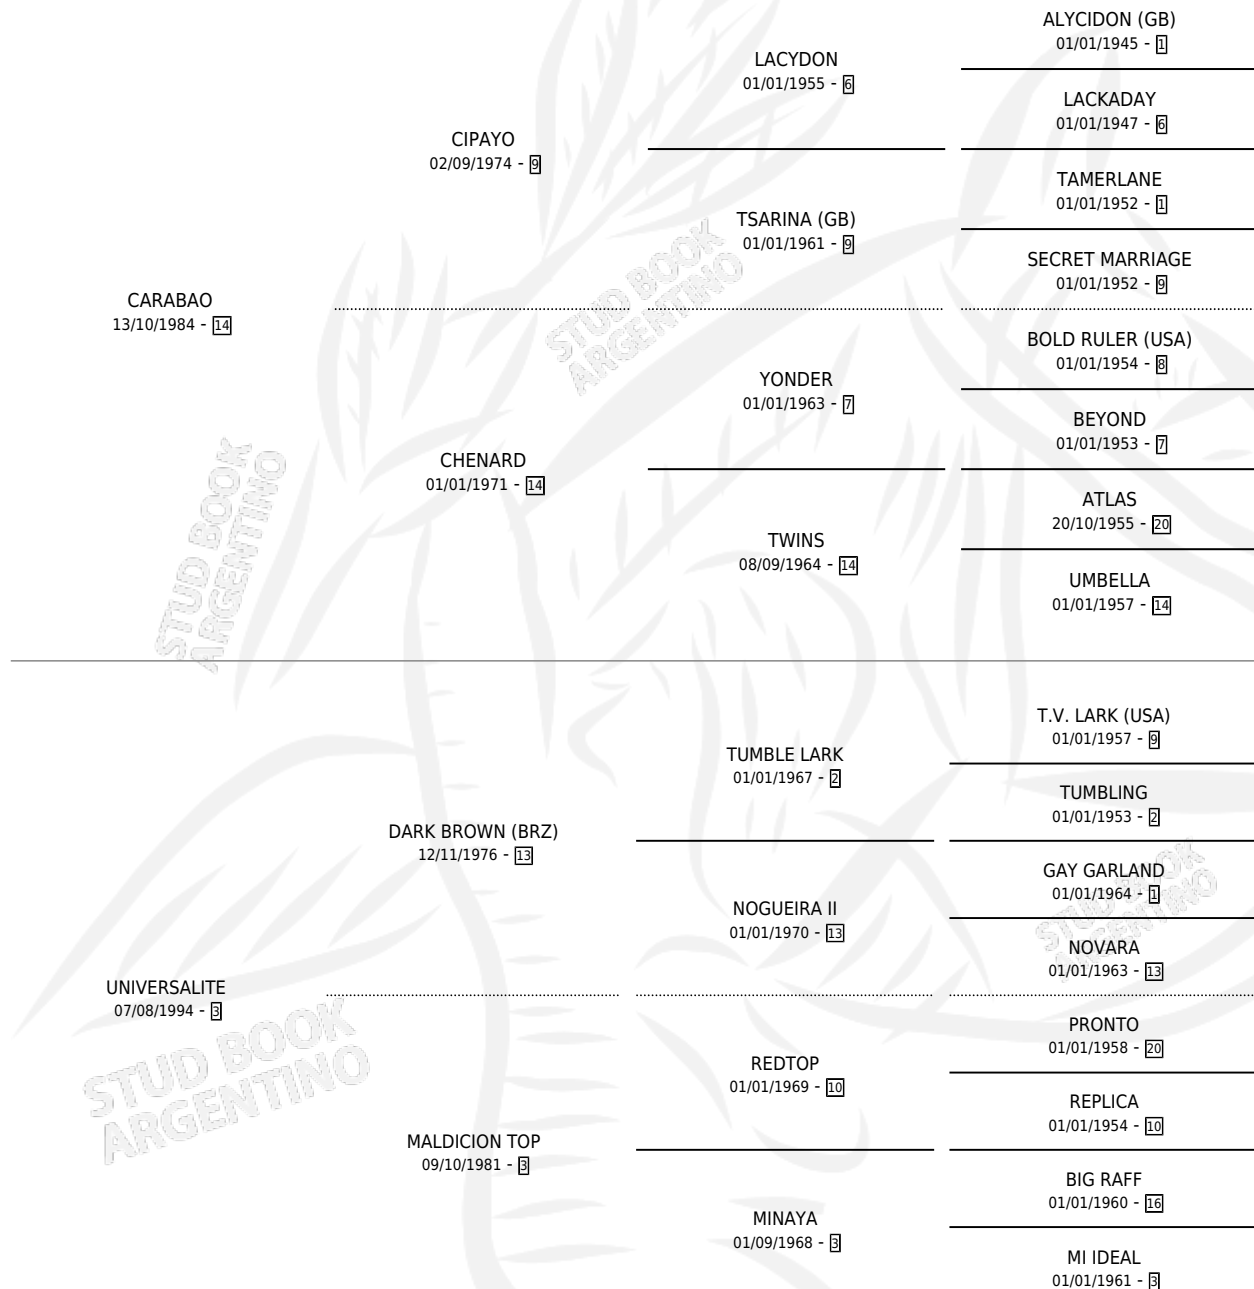 ALYCIDON (GB)
01/01/1945 - 1
LACYDON
01/01/1955 - 6
LACKADAY
01/01/1947 - 6
CIPAYO
02/09/1974 - 9
TAMERLANE
01/01/1952 - 1
TSARINA (GB)
01/01/1961 - 9
SECRET MARRIAGE
01/01/1952 - 9
CARABAO
13/10/1984 - 14
STUD BOOK
ARGENTINO
BOLD RULER (USA)
01/01/1954 - 8
YONDER
01/01/1963 - 7
BEYOND
01/01/1953 - 7
CHENARD
01/01/1971 - 14
ATLAS
20/10/1955 - 20
TWINS
08/09/1964 - 14
UMBELLA
01/01/1957 - 14
STUD BOOK
ARGENTINO
T.V. LARK (USA)
01/01/1957 - 9
TUMBLE LARK
01/01/1967 - 2
TUMBLING
01/01/1953 - 2
DARK BROWN (BRZ)
12/11/1976 - 13
GAY GARLAND
01/01/1964 - 1
NOGUEIRA II
01/01/1970 - 13
STUD BOOK
ARGENTINO
NOVARA
01/01/1963 - 13
UNIVERSALITE
07/08/1994 - 3
STUD BOOK
ARGENTINO
PRONTO
01/01/1958 - 20
REDTOP
01/01/1969 - 10
REPLICA
01/01/1954 - 10
MALDICION TOP
09/10/1981 - 3
BIG RAFF
01/01/1960 - 16
MINAYA
01/09/1968 - 3
MI IDEAL
01/01/1961 - 3